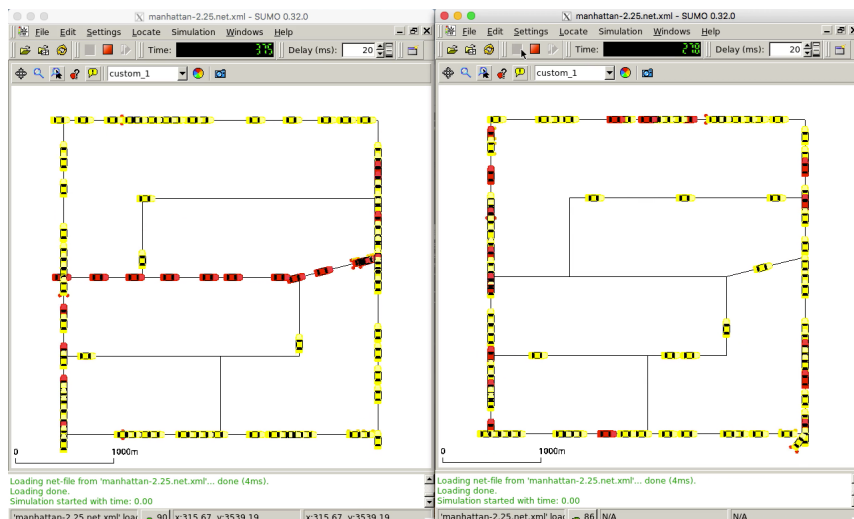 manhattan-2.25.net.xml - SUMO 0.32.0
File Edit Settings Locate Simulation Windows Help
Time: 375 Delay (ms): 20
custom_1
0 1000m
Loading net-file from 'manhattan-2.25.net.xml'... done (4ms).
Loading done.
Simulation started with time: 0.00
'manhattan-2.25.net.xml' loa 90 x:315.67, y:3539.19 x:315.67, y:3539.19
manhattan-2.25.net.xml - SUMO 0.32.0
File Edit Settings Locate Simulation Windows Help
Time: 278 Delay (ms): 20
custom_1
0 1000m
Loading net-file from 'manhattan-2.25.net.xml'... done (4ms).
Loading done.
Simulation started with time: 0.00
'manhattan-2.25.net.xml' loa 86 N/A N/A